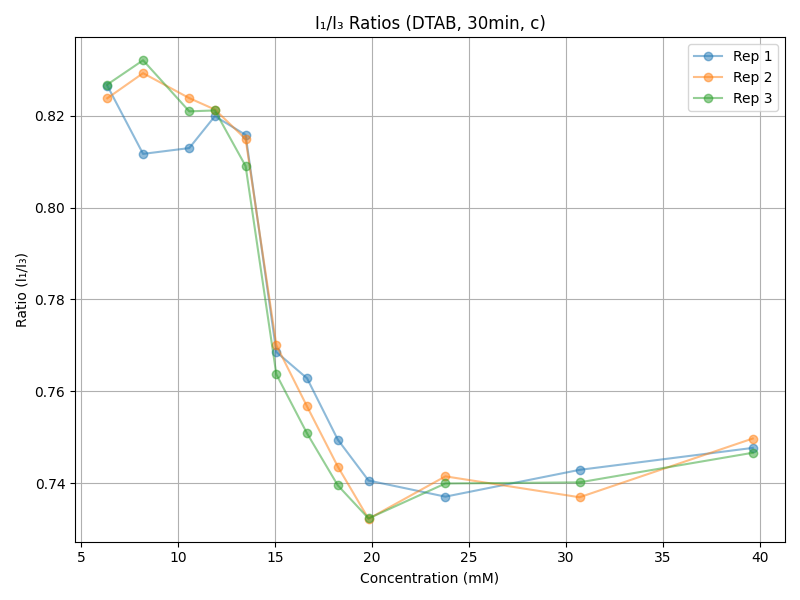 I₁/I₃ Ratios (DTAB, 30min, c)
Rep 1
Rep 2
Rep 3
Ratio (I₁/I₃)
0.82
0.80
0.78
0.76
0.74
5 10 15 20 25 30 35 40
Concentration (mM)